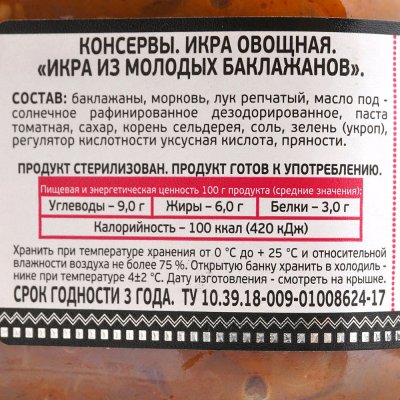 КОНСЕРВЫ. ИКРА ОВОЩНАЯ.
«ИКРА ИЗ МОЛОДЫХ БАКЛАЖАНОВ».
СОСТАВ: баклажаны, морковь, лук репчатый, масло под-
солнечное рафинированное дезодорированное, паста
томатная, сахар, корень сельдерея, соль, зелень (укроп),
регулятор кислотности уксусная кислота, пряности.
ПРОДУКТ СТЕРИЛИЗОВАН. ПРОДУКТ ГОТОВ К УПОТРЕБЛЕНИЮ.
Пищевая и энергетическая ценность 100 г продукта (средние значения):
Углеводы – 9,0 г Жиры – 6,0 г Белки – 3,0 г
Калорийность – 100 ккал (420 кДж)
Хранить при температуре хранения от 0 °С до + 25 °С и относительной
влажности воздуха не более 75 %. Открытую банку хранить в холодиль-
нике при температуре 4±2 °С. Дата изготовления - смотреть на крышке.
СРОК ГОДНОСТИ 3 ГОДА. ТУ 10.39.18-009-01008624-17